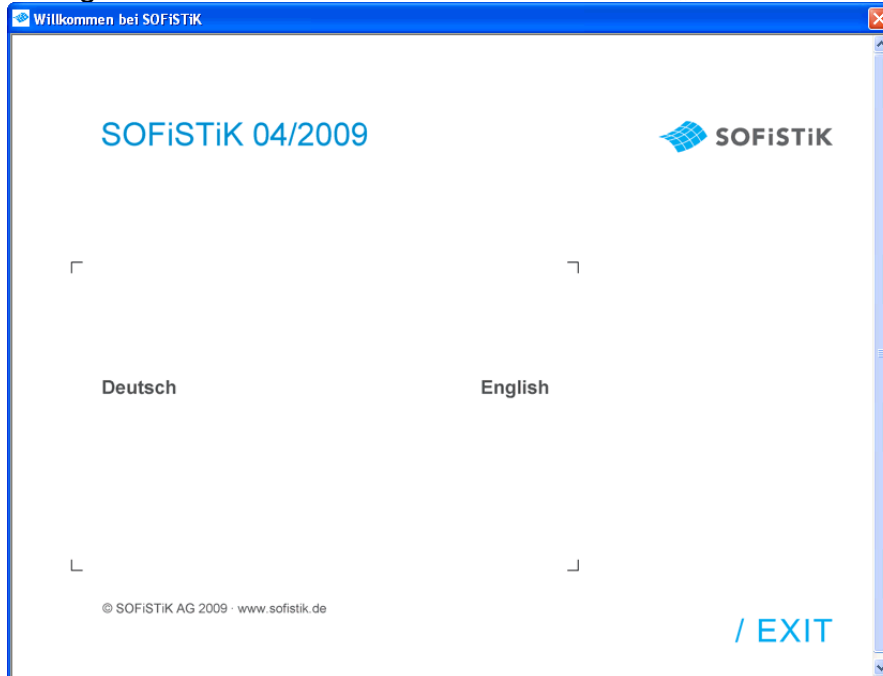 Willkommen bei SOFiSTiK
SOFiSTiK 04/2009
SOFiSTiK
Deutsch
English
© SOFiSTiK AG 2009 · www.sofistik.de
/ EXIT